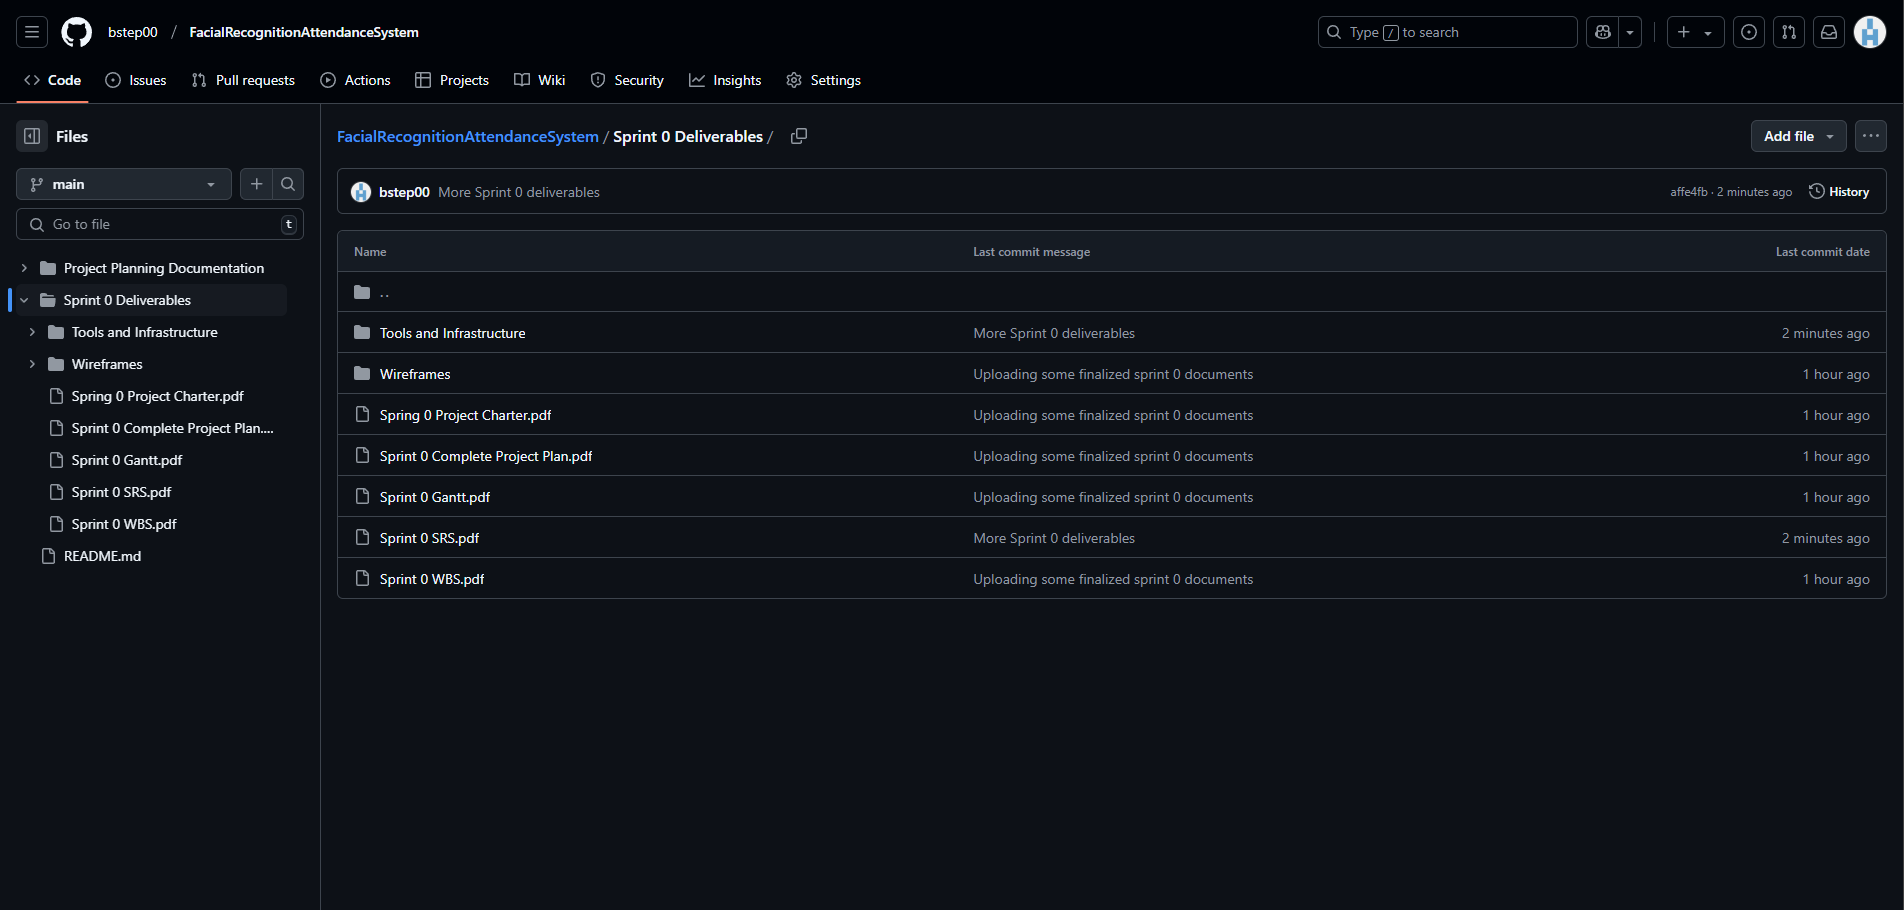 bstep00 / FacialRecognitionAttendanceSystem
Type / to search
Code Issues Pull requests Actions Projects Wiki Security Insights Settings
Files
main
Go to file t
Project Planning Documentation
Sprint 0 Deliverables
Tools and Infrastructure
Wireframes
Spring 0 Project Charter.pdf
Sprint 0 Complete Project Plan....
Sprint 0 Gantt.pdf
Sprint 0 SRS.pdf
Sprint 0 WBS.pdf
README.md
FacialRecognitionAttendanceSystem / Sprint 0 Deliverables /
Add file
bstep00 More Sprint 0 deliverables affe4fb · 2 minutes ago History
Name Last commit message Last commit date
..
Tools and Infrastructure More Sprint 0 deliverables 2 minutes ago
Wireframes Uploading some finalized sprint 0 documents 1 hour ago
Spring 0 Project Charter.pdf Uploading some finalized sprint 0 documents 1 hour ago
Sprint 0 Complete Project Plan.pdf Uploading some finalized sprint 0 documents 1 hour ago
Sprint 0 Gantt.pdf Uploading some finalized sprint 0 documents 1 hour ago
Sprint 0 SRS.pdf More Sprint 0 deliverables 2 minutes ago
Sprint 0 WBS.pdf Uploading some finalized sprint 0 documents 1 hour ago